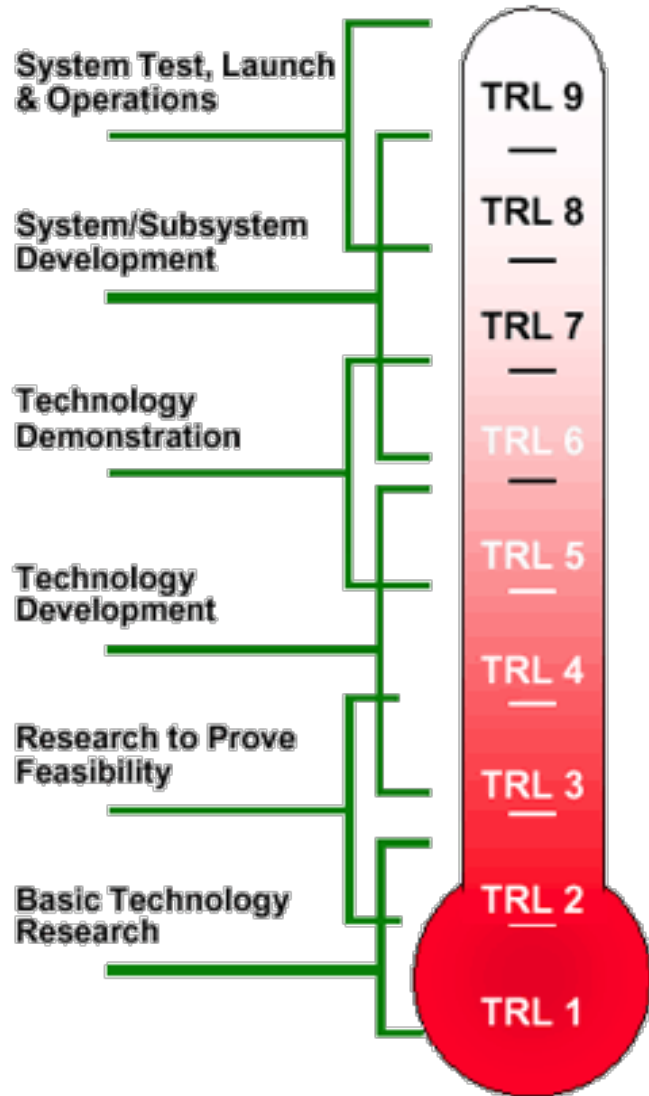 System Test, Launch
& Operations
System/Subsystem
Development
Technology
Demonstration
Technology
Development
Research to Prove
Feasibility
Basic Technology
Research
TRL 9
TRL 8
TRL 7
TRL 6
TRL 5
TRL 4
TRL 3
TRL 2
TRL 1